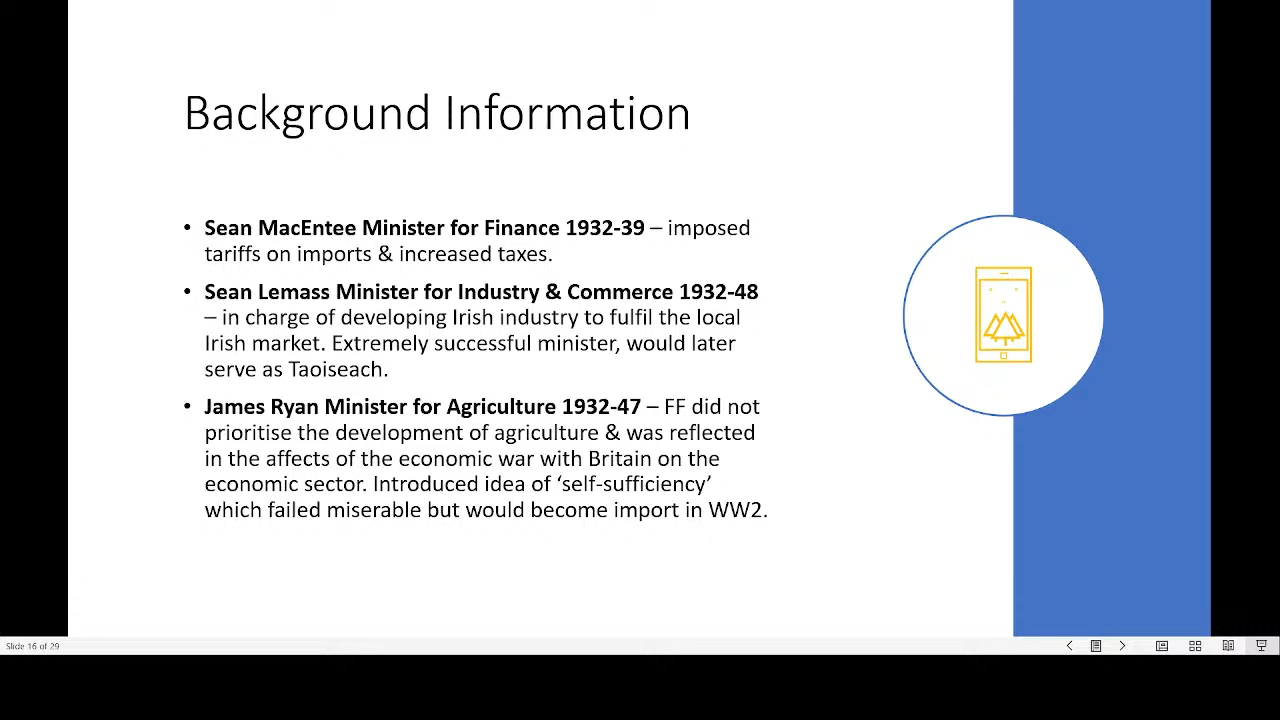 Background Information
• Sean MacEntee Minister for Finance 1932-39 – imposed
tariffs on imports & increased taxes.
• Sean Lemass Minister for Industry & Commerce 1932-48
– in charge of developing Irish industry to fulfil the local
Irish market. Extremely successful minister, would later
serve as Taoiseach.
• James Ryan Minister for Agriculture 1932-47 – FF did not
prioritise the development of agriculture & was reflected
in the affects of the economic war with Britain on the
economic sector. Introduced idea of ‘self-sufficiency’
which failed miserable but would become import in WW2.
Slide 16 of 29